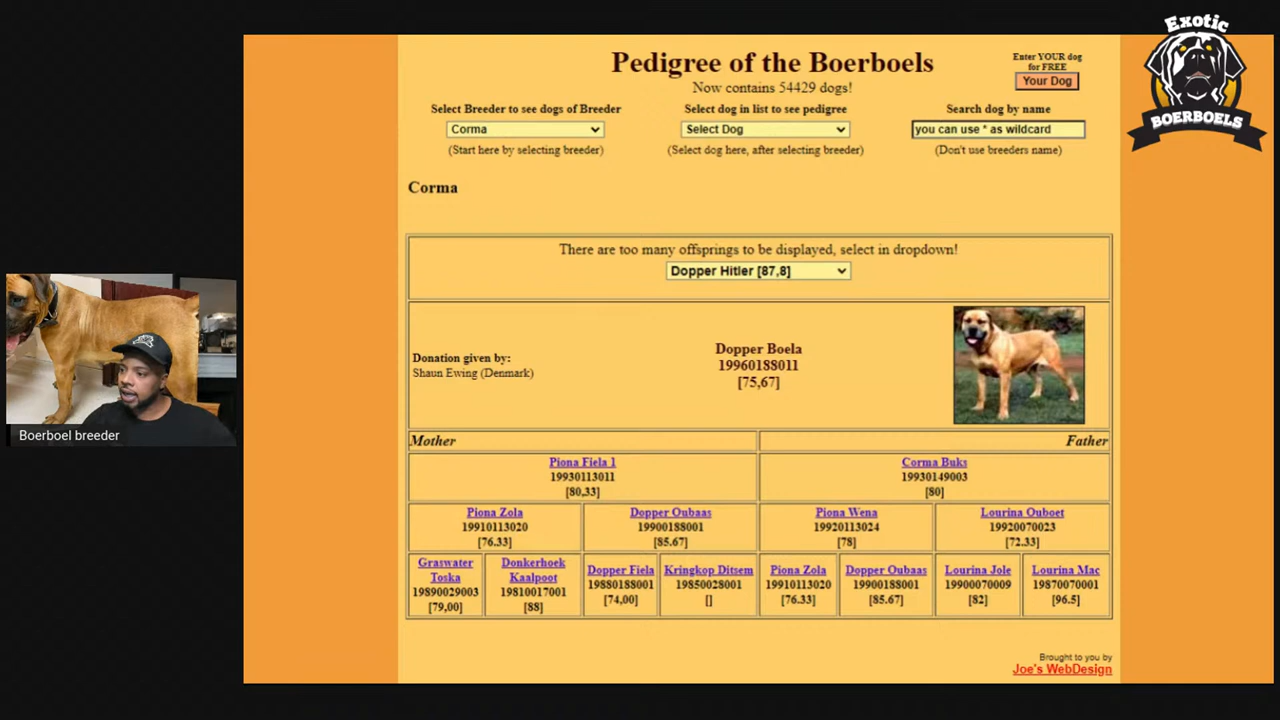 Exotic
BOERBOELS
Pedigree of the Boerboels
Now contains 54429 dogs!
Enter YOUR dog
for FREE
Your Dog
Select Breeder to see dogs of Breeder
Corma
(Start here by selecting breeder)
Select dog in list to see pedigree
Select Dog
(Select dog here, after selecting breeder)
Search dog by name
you can use * as wildcard
(Don't use breeders name)
Corma
There are too many offsprings to be displayed, select in dropdown!
Dopper Hitler [87,8]
Donation given by:
Shaun Ewing (Denmark)
Dopper Boela
19960188011
[75,67]
Mother
Father
Piona Fiela 1
19930113011
[80,33]
Corma Buks
19930149003
[80]
Piona Zola
19910113020
[76.33]
Dopper Oubaas
19900188001
[85.67]
Piona Wena
19920113024
[78]
Lourina Ouboet
19920070023
[72.33]
Graswater
Toska
19890029003
[79,00]
Donkerhoek
Kaalpoot
19810017001
[88]
Dopper Fiela
19880188001
[74,00]
Kringkop Ditsem
19850028001
[]
Piona Zola
19910113020
[76.33]
Dopper Oubaas
19900188001
[85.67]
Lourina Jole
19900070009
[82]
Lourina Mac
19870070001
[96.5]
Brought to you by
Joe's WebDesign
Boerboel breeder